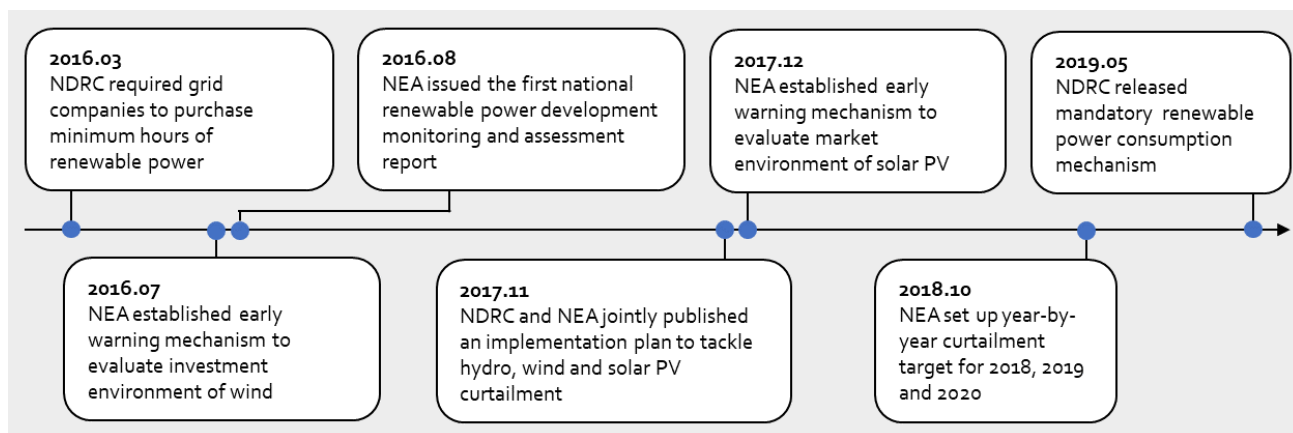 2016.03
NDRC required grid
companies to purchase
minimum hours of
renewable power
2016.08
NEA issued the first national
renewable power development
monitoring and assessment
report
2017.12
NEA established early
warning mechanism to
evaluate market
environment of solar PV
2019.05
NDRC released
mandatory renewable
power consumption
mechanism
2016.07
NEA established early
warning mechanism to
evaluate investment
environment of wind
2017.11
NDRC and NEA jointly published
an implementation plan to tackle
hydro, wind and solar PV
curtailment
2018.10
NEA set up year-by-
year curtailment
target for 2018, 2019
and 2020